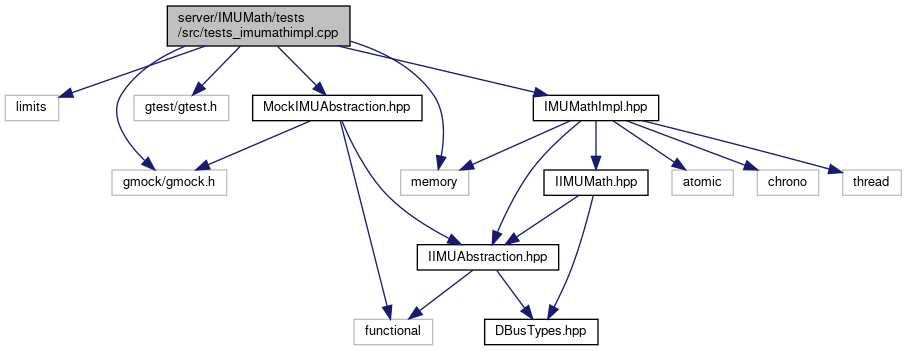 server/IMUMath/tests
/src/tests_imumathimpl.cpp
limits
gtest/gtest.h
MockIMUAbstraction.hpp
IMUMathImpl.hpp
gmock/gmock.h
memory
IIMUMath.hpp
atomic
chrono
thread
IIMUAbstraction.hpp
functional
DBusTypes.hpp